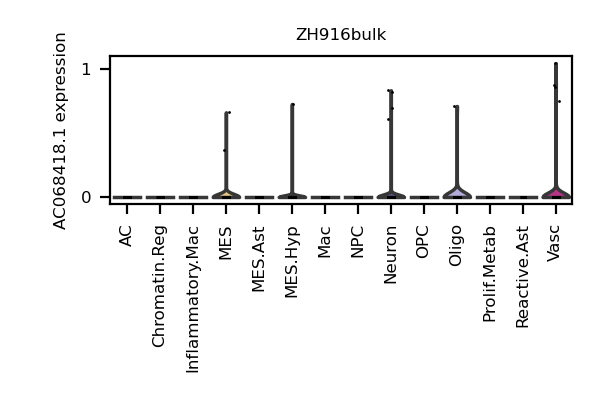 ZH916bulk
AC068418.1 expression
1
0
AC
Chromatin.Reg
Inflammatory.Mac
MES
MES.Ast
MES.Hyp
Mac
NPC
Neuron
OPC
Oligo
Prolif.Metab
Reactive.Ast
Vasc